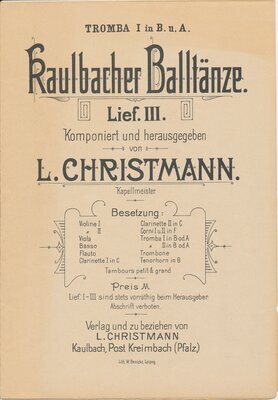 TROMBA I in B. u. A.
Kaulbacher Balltänze.
Lief. III.
Komponiert und herausgegeben
von
L. CHRISTMANN.
Kapellmeister
Besetzung:
Violine I Clarinette II in C
" II Corni I u. II in F
Viola Tromba I in B od. A
Basso " II in B od. A
Flauto Trombone
Clarinette I in C Tenorhorn in B
Tambours petit & grand
Preis M.
Lief. I-III sind stets vorräthig beim Herausgeber
Abschrift verboten.
Verlag und zu beziehen von
L. CHRISTMANN
Kaulbach, Post Kreimbach (Pfalz)
Lith. W. Benicke, Leipzig.